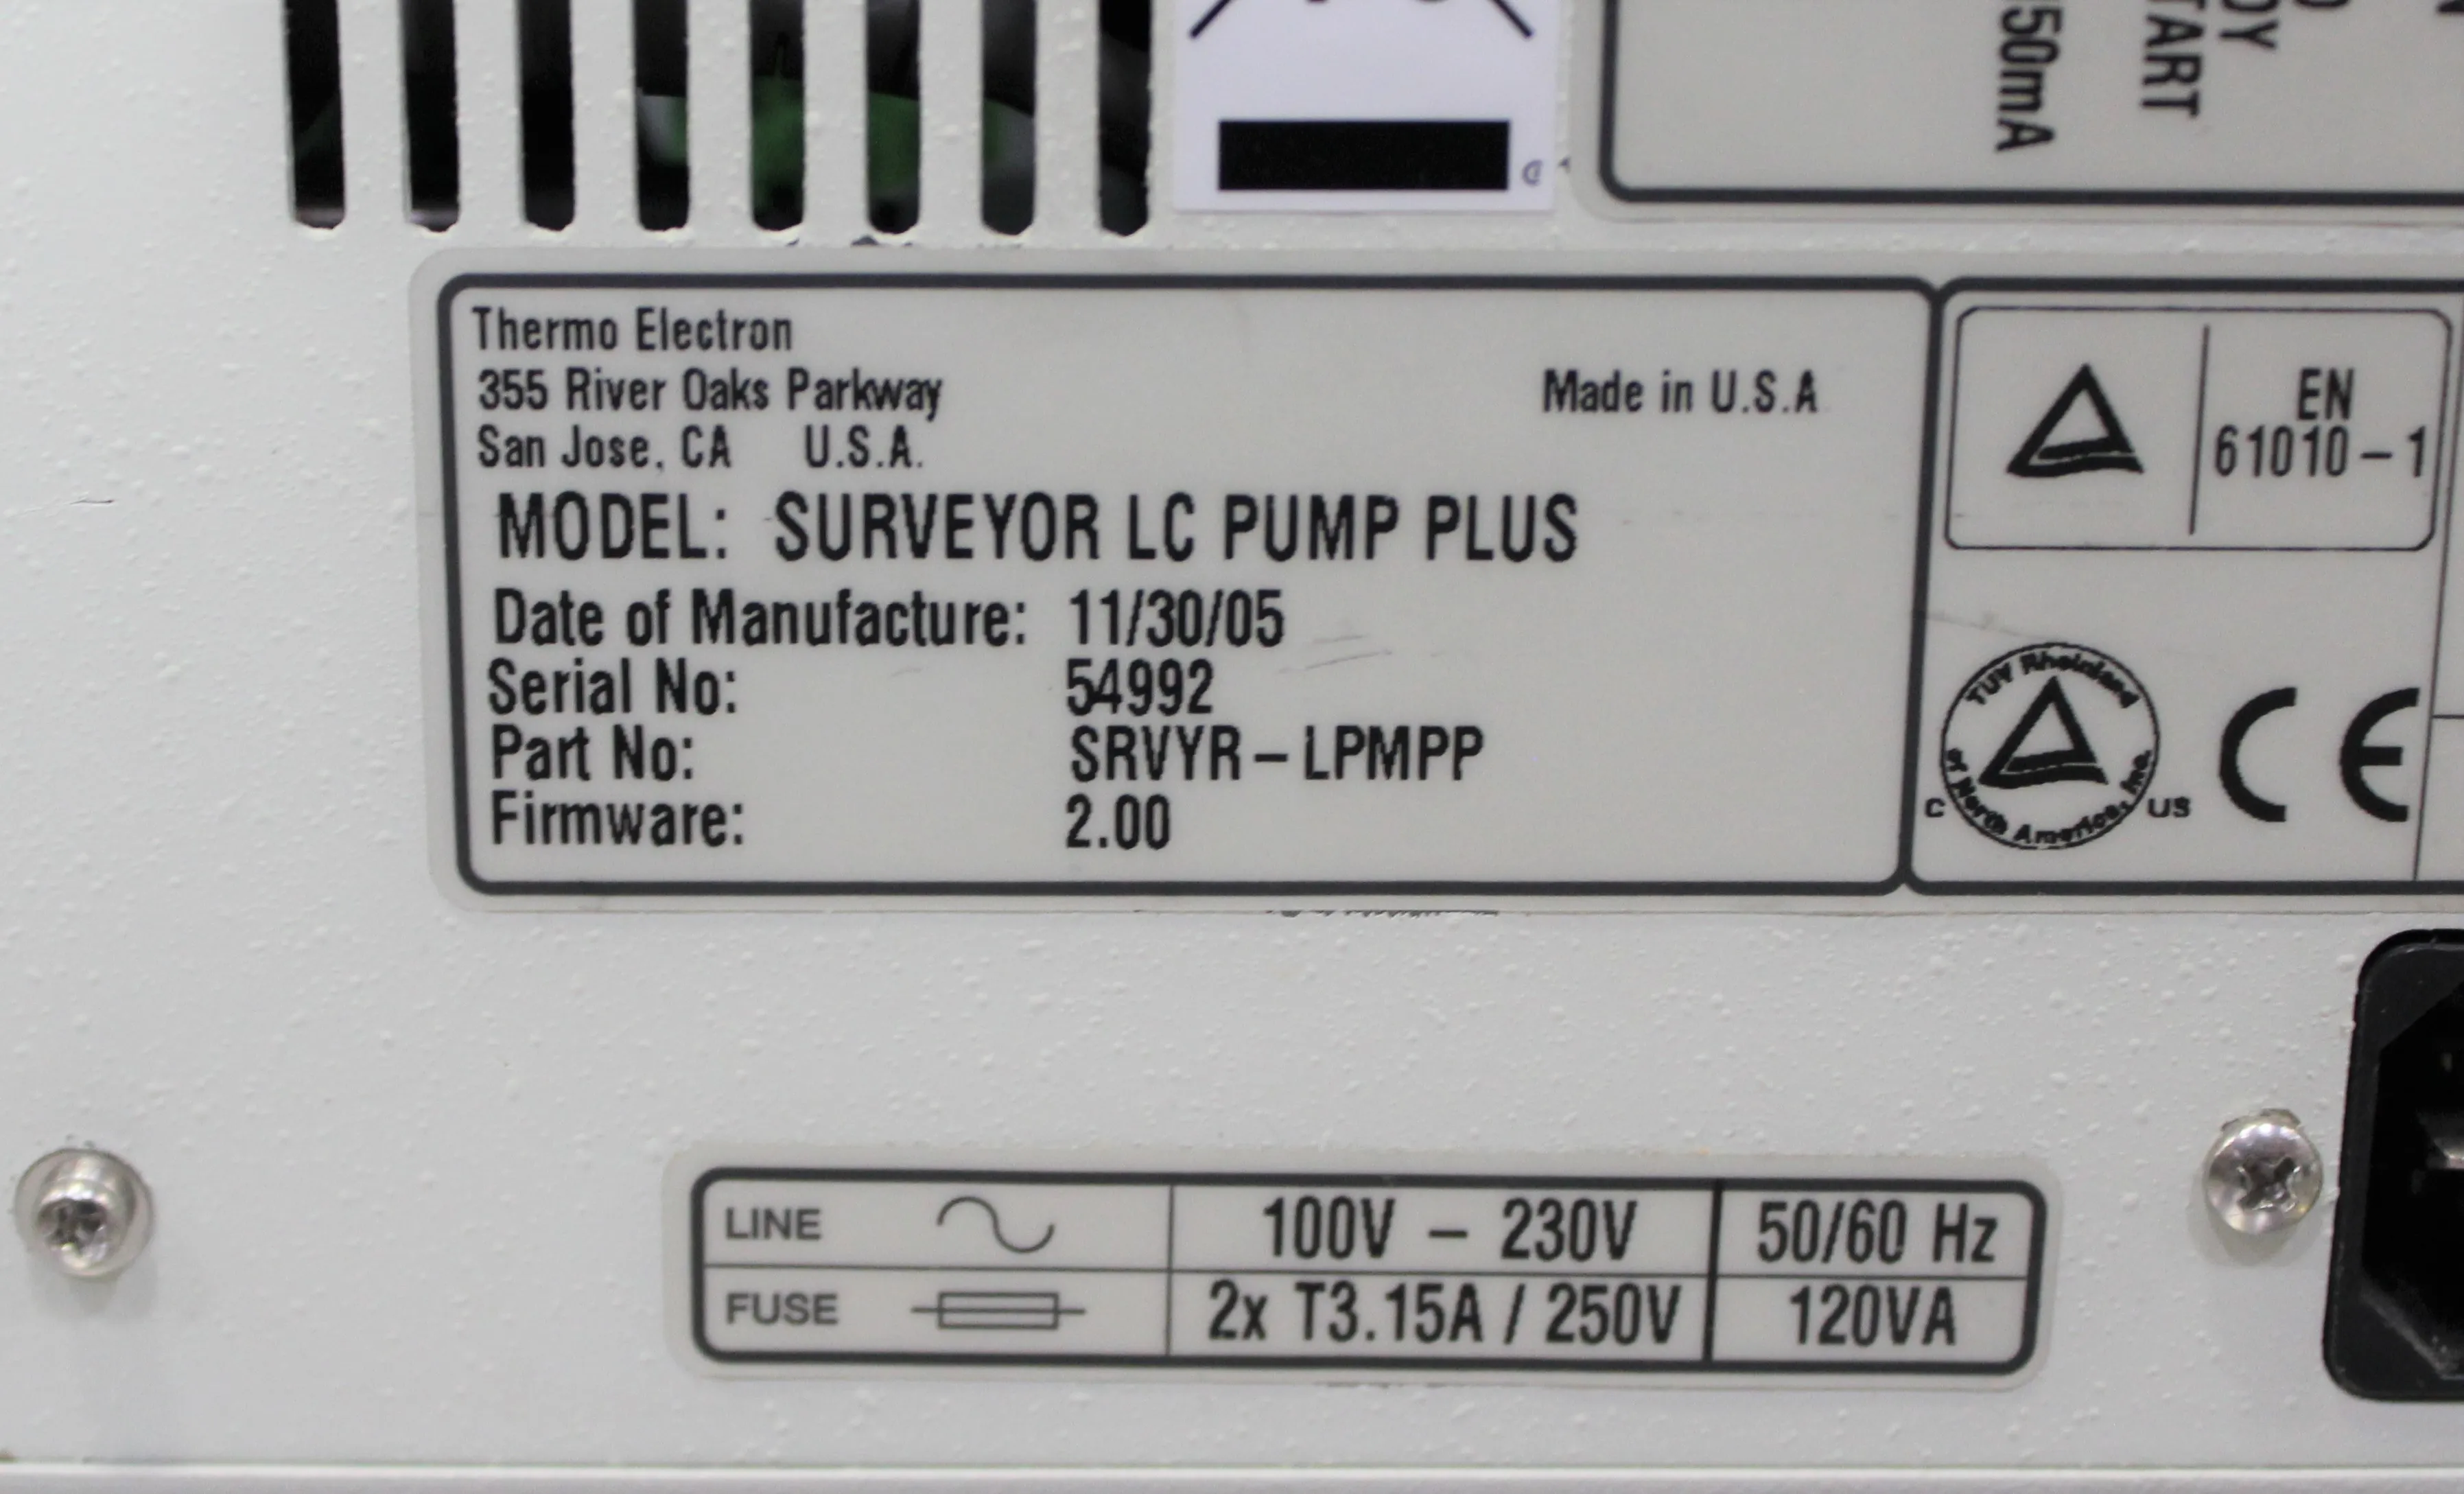 50mA
TART
Thermo Electron
355 River Oaks Parkway
Made in U.S.A
San Jose, CA U.S.A.
MODEL: SURVEYOR LC PUMP PLUS
Date of Manufacture: 11/30/05
Serial No: 54992
Part No: SRVYR-LPMPP
Firmware: 2.00
EN
61010-1
TUV Rheinland
of North America, Inc.
C US
CE
LINE 100V - 230V 50/60 Hz
FUSE 2x T3.15A / 250V 120VA